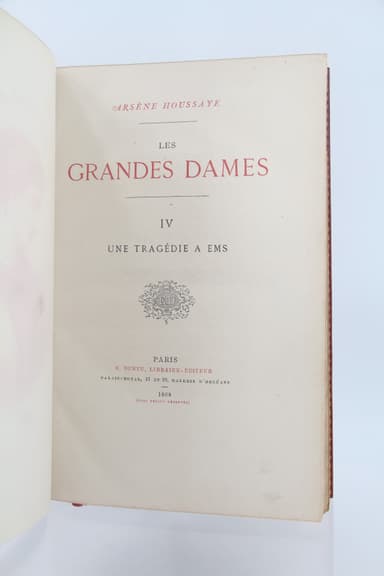 ARSÈNE HOUSSAYE
LES
GRANDES DAMES
IV
UNE TRAGÉDIE A EMS
PARIS
E. DENTU, LIBRAIRE-ÉDITEUR
PALAIS-ROYAL, 17 ET 19, GALERIE D'ORLÉANS
1868